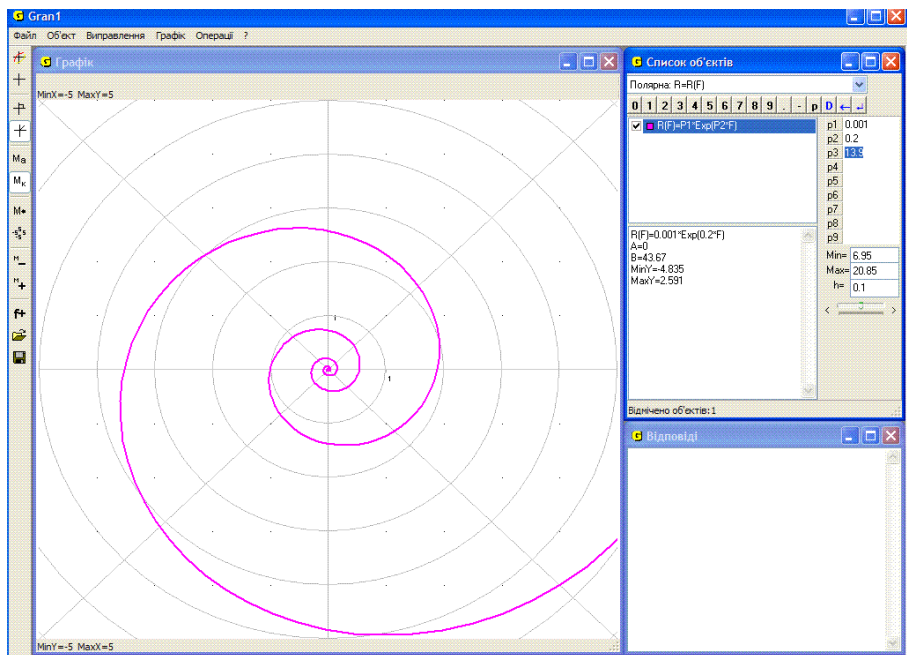 Gran1
Файл Об'єкт Виправлення Графік Операції ?
Графік
MinX=-5 MaxY=5
1
1
MinY=-5 MaxX=5
Mа
Mк
M*
M
M
f+
Список об'єктів
Полярна: R=R(F)
0 1 2 3 4 5 6 7 8 9 . - p D ←
R(F)=P1*Exp(P2*F)
p1 0.001
p2 0.2
p3 13.9
p4
p5
p6
p7
p8
p9
R(F)=0.001*Exp(0.2*F)
A=0
B=43.67
MinY=-4.835
MaxY=2.591
Min= 6.95
Max= 20.85
h= 0.1
< >
Відмічено об'єктів:1
Відповіді